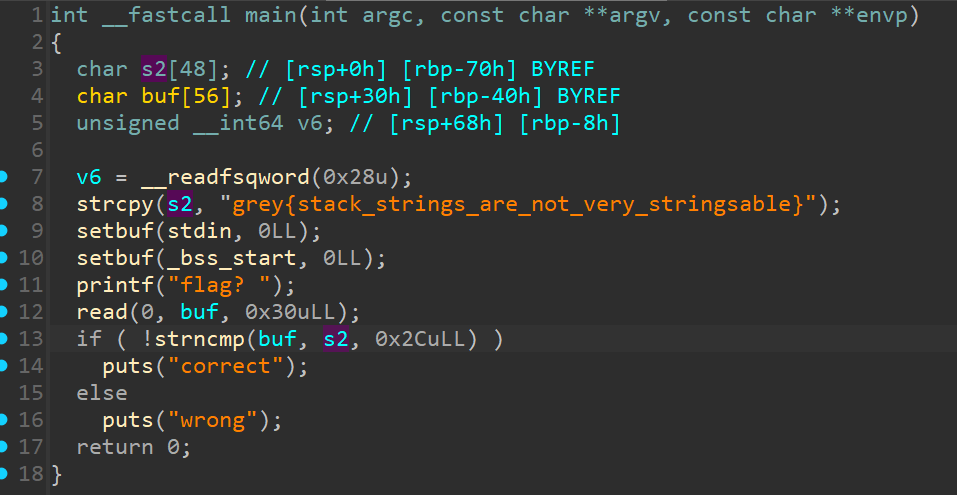 1 int __fastcall main(int argc, const char **argv, const char **envp)
2 {
3   char s2[48]; // [rsp+0h] [rbp-70h] BYREF
4   char buf[56]; // [rsp+30h] [rbp-40h] BYREF
5   unsigned __int64 v6; // [rsp+68h] [rbp-8h]
6
7   v6 = __readfsqword(0x28u);
8   strcpy(s2, "grey{stack_strings_are_not_very_stringsable}");
9   setbuf(stdin, 0LL);
10   setbuf(_bss_start, 0LL);
11   printf("flag? ");
12   read(0, buf, 0x30uLL);
13   if ( !strncmp(buf, s2, 0x2CuLL) )
14     puts("correct");
15   else
16     puts("wrong");
17   return 0;
18 }